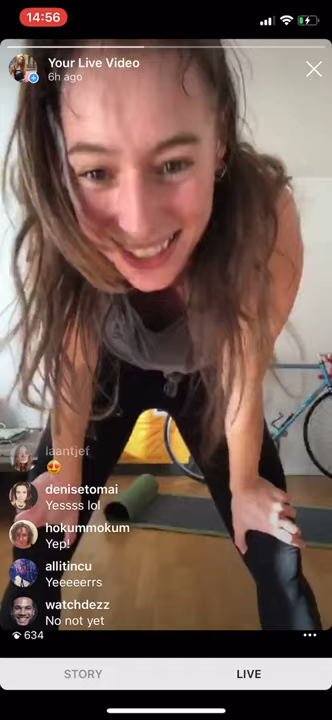 14:56
Your Live Video
6h ago
laantjef
😍
denisetomai
Yessss lol
hokummokum
Yep!
allitincu
Yeeeeerrs
watchdezz
No not yet
634
STORY LIVE